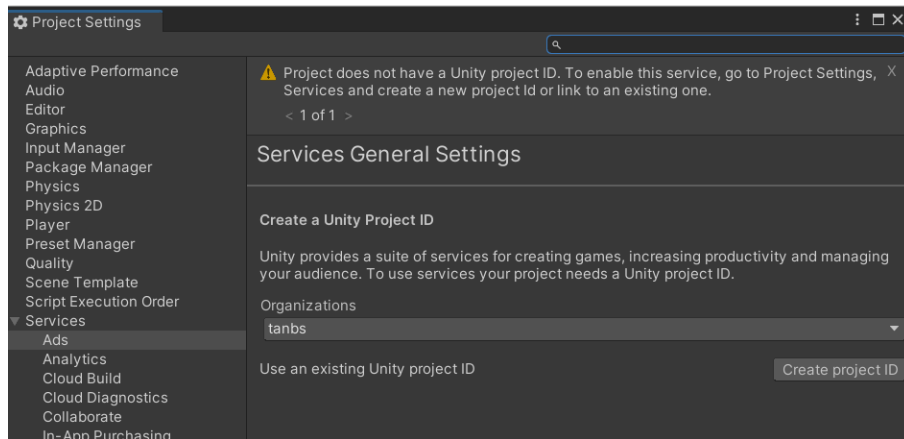 Project Settings
Adaptive Performance
Audio
Editor
Graphics
Input Manager
Package Manager
Physics
Physics 2D
Player
Preset Manager
Quality
Scene Template
Script Execution Order
Services
Ads
Analytics
Cloud Build
Cloud Diagnostics
Collaborate
In-App Purchasing
Project does not have a Unity project ID. To enable this service, go to Project Settings, X
Services and create a new project Id or link to an existing one.
< 1 of 1 >
Services General Settings
Create a Unity Project ID
Unity provides a suite of services for creating games, increasing productivity and managing
your audience. To use services your project needs a Unity project ID.
Organizations
tanbs
Use an existing Unity project ID
Create project ID